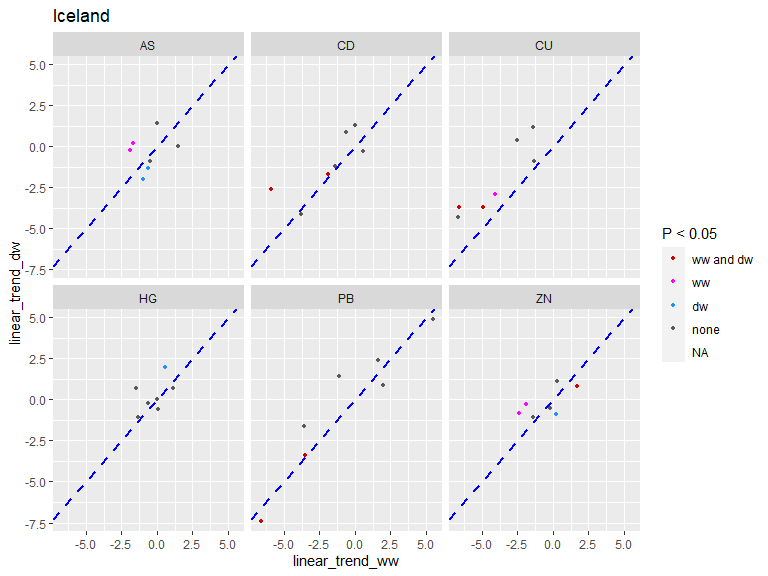 Iceland
AS CD CU
5.0
2.5
0.0
-2.5
-5.0
-7.5
HG PB ZN
5.0
2.5
0.0
-2.5
-5.0
-7.5
-5.0 -2.5 0.0 2.5 5.0 -5.0 -2.5 0.0 2.5 5.0 -5.0 -2.5 0.0 2.5 5.0
linear_trend_ww
linear_trend_dw
P < 0.05
ww and dw
ww
dw
none
NA